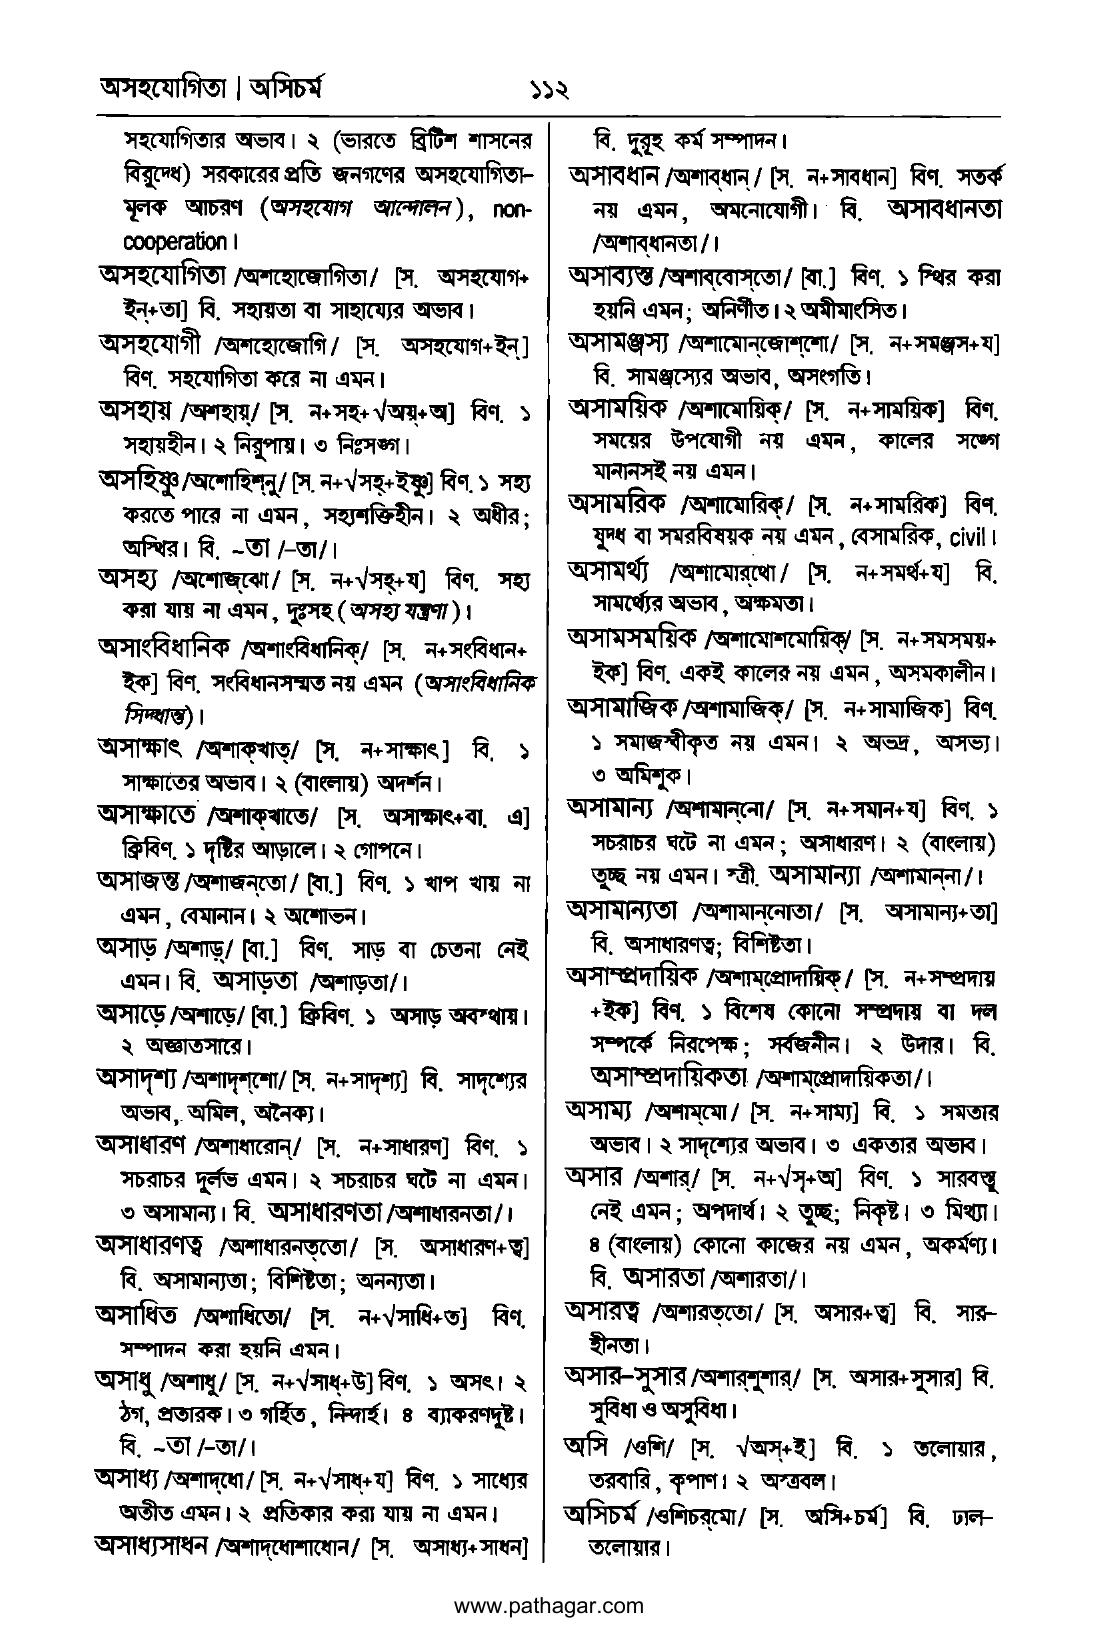 অসহযোগিতা | অসিচর্ম
১১২
সহযোগিতার অভাব। ২ (ভারতে ব্রিটিশ শাসনের
বিরুদ্ধে) সরকারের প্রতি জনগণের অসহযোগিতা-
মূলক আচরণ (অসহযোগ আন্দোলন), non-
cooperation।
অসহযোগিতা /অশহোজোগিতা/ [স. অসহযোগ+
ইন্+তা] বি. সহায়তা বা সাহায্যের অভাব।
অসহযোগী /অশহোজোগি/ [স. অসহযোগ+ইন্]
বিণ. সহযোগিতা করে না এমন।
অসহায় /অশহায়্/ [স. ন+সহ+√অয়্+অ] বিণ. ১
সহায়হীন। ২ নিরুপায়। ৩ নিঃসঙ্গ।
অসহিষ্ণু /অশোহিশ্‌নু/ [স. ন+√সহ্+ইষ্ণু] বিণ. ১ সহ্য
করতে পারে না এমন, সহ্যশক্তিহীন। ২ অধীর;
অস্থির। বি. ~তা /-তা/।
অসহ্য /অশোজ্‌ঝো/ [স. ন+√সহ্+য] বিণ. সহ্য
করা যায় না এমন, দুঃসহ (অসহ্য যন্ত্রণা)।
অসাংবিধানিক /অশাংবিধানিক্/ [স. ন+সংবিধান+
ইক] বিণ. সংবিধানসম্মত নয় এমন (অসাংবিধানিক
সিদ্ধান্ত)।
অসাক্ষাৎ /অশাক্‌খাত্/ [স. ন+সাক্ষাৎ] বি. ১
সাক্ষাতের অভাব। ২ (বাংলায়) অদর্শন।
অসাক্ষাতে /অশাক্‌খাতে/ [স. অসাক্ষাৎ+বা. এ]
ক্রিবিণ. ১ দৃষ্টির আড়ালে। ২ গোপনে।
অসাজন্ত /অশাজন্‌তো/ [বা.] বিণ. ১ খাপ খায় না
এমন, বেমানান। ২ অশোভন।
অসাড় /অশাড়্/ [বা.] বিণ. সাড় বা চেতনা নেই
এমন। বি. অসাড়তা /অশাড়তা/।
অসাড়ে /অশাড়ে/ [বা.] ক্রিবিণ. ১ অসাড় অবস্থায়।
২ অজ্ঞাতসারে।
অসাদৃশ্য /অশাদৃশ্‌শো/ [স. ন+সাদৃশ্য] বি. সাদৃশ্যের
অভাব, অমিল, অনৈক্য।
অসাধারণ /অশাধারোন্/ [স. ন+সাধারণ] বিণ. ১
সচরাচর দুর্লভ এমন। ২ সচরাচর ঘটে না এমন।
৩ অসামান্য। বি. অসাধারণতা /অশাধারনতা/।
অসাধারণত্ব /অশাধারনত্‌তো/ [স. অসাধারণ+ত্ব]
বি. অসামান্যতা; বিশিষ্টতা; অনন্যতা।
অসাধিত /অশাধিতো/ [স. ন+√সাধি+ত] বিণ.
সম্পাদন করা হয়নি এমন।
অসাধু /অশাধু/ [স. ন+√সাধ্+উ] বিণ. ১ অসৎ। ২
ঠগ, প্রতারক। ৩ গর্হিত, নিন্দার্হ। ৪ ব্যাকরণদুষ্ট।
বি. ~তা /-তা/।
অসাধ্য /অশাদ্‌ধো/ [স. ন+√সাধ্+য] বিণ. ১ সাধ্যের
অতীত এমন। ২ প্রতিকার করা যায় না এমন।
অসাধ্যসাধন /অশাদ্‌ধোশাধোন/ [স. অসাধ্য+সাধন]
বি. দুরূহ কর্ম সম্পাদন।
অসাবধান /অশাব্‌ধান্/ [স. ন+সাবধান] বিণ. সতর্ক
নয় এমন, অমনোযোগী। বি. অসাবধানতা
/অশাব্‌ধানতা/।
অসাব্যস্ত /অশাব্‌বোস্‌তো/ [বা.] বিণ. ১ স্থির করা
হয়নি এমন; অনির্ণীত। ২ অমীমাংসিত।
অসামঞ্জস্য /অশামোন্‌জোশ্‌শো/ [স. ন+সমঞ্জস+য]
বি. সামঞ্জস্যের অভাব, অসংগতি।
অসাময়িক /অশামোয়িক্/ [স. ন+সাময়িক] বিণ.
সময়ের উপযোগী নয় এমন, কালের সঙ্গে
মানানসই নয় এমন।
অসামরিক /অশামোরিক্/ [স. ন+সামরিক] বিণ.
যুদ্ধ বা সমরবিষয়ক নয় এমন, বেসামরিক, civil।
অসামর্থ্য /অশামোর্‌থো/ [স. ন+সমর্থ+য] বি.
সামর্থ্যের অভাব, অক্ষমতা।
অসামসময়িক /অশামোশমোয়িক্/ [স. ন+সমসময়+
ইক] বিণ. একই কালের নয় এমন, অসমকালীন।
অসামাজিক /অশামাজিক্/ [স. ন+সামাজিক] বিণ.
১ সমাজস্বীকৃত নয় এমন। ২ অভদ্র, অসভ্য।
৩ অমিশুক।
অসামান্য /অশামান্‌নো/ [স. ন+সমান+য] বিণ. ১
সচরাচর ঘটে না এমন; অসাধারণ। ২ (বাংলায়)
তুচ্ছ নয় এমন। স্ত্রী. অসামান্যা /অশামান্‌না/।
অসামান্যতা /অশামান্‌নোতা/ [স. অসামান্য+তা]
বি. অসাধারণত্ব; বিশিষ্টতা।
অসাম্প্রদায়িক /অশাম্‌প্রোদায়িক্/ [স. ন+সম্প্রদায়
+ইক] বিণ. ১ বিশেষ কোনো সম্প্রদায় বা দল
সম্পর্কে নিরপেক্ষ; সর্বজনীন। ২ উদার। বি.
অসাম্প্রদায়িকতা /অশাম্‌প্রোদায়িকতা/।
অসাম্য /অশাম্‌মো/ [স. ন+সাম্য] বি. ১ সমতার
অভাব। ২ সাদৃশ্যের অভাব। ৩ একতার অভাব।
অসার /অশার্/ [স. ন+√সৃ+অ] বিণ. ১ সারবস্তু
নেই এমন; অপদার্থ। ২ তুচ্ছ; নিকৃষ্ট। ৩ মিথ্যা।
৪ (বাংলায়) কোনো কাজের নয় এমন, অকর্মণ্য।
বি. অসারতা /অশারতা/।
অসারত্ব /অশারত্‌তো/ [স. অসার+ত্ব] বি. সার-
হীনতা।
অসার-সুসার /অশার্‌শুশার্/ [স. অসার+সুসার] বি.
সুবিধা ও অসুবিধা।
অসি /ওশি/ [স. √অস্+ই] বি. ১ তলোয়ার,
তরবারি, কৃপাণ। ২ অস্ত্রবল।
অসিচর্ম /ওশিচর্‌মো/ [স. অসি+চর্ম] বি. ঢাল-
তলোয়ার।
www.pathagar.com